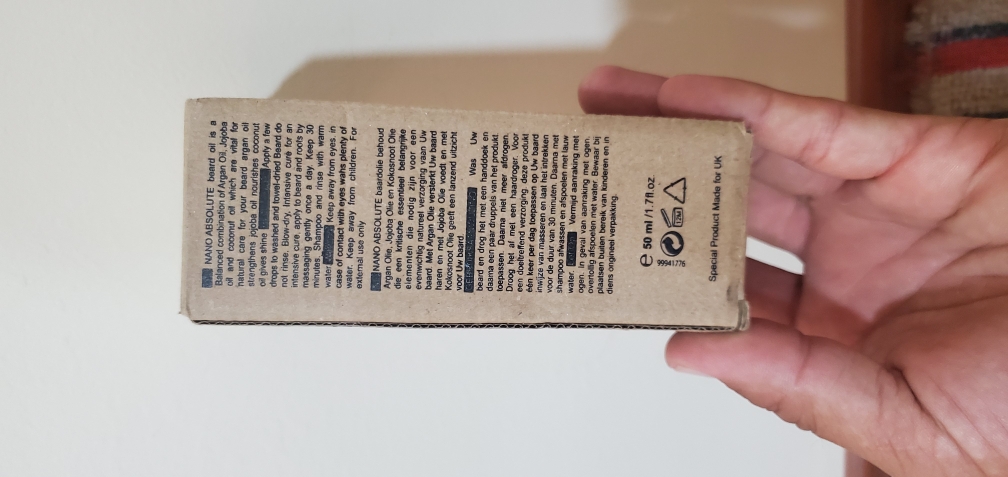 NANO ABSOLUTE beard oil is a
Balanced combination of Argan Oil, Jojoba
oil and coconut oil which are vital for
natural care for your beard argan oil
strengthens jojoba oil nourishes coconut
oil gives shine Apply a few
drops to washed and towel-dried Beard do
not rinse. Blow-dry. Intensive cure for an
intensive cure, apply to beard and roots by
massaging gently once a day. Keep 30
minutes. Shampoo and rinse with warm
water Keep away from eyes. in
case of contact with eyes wahs plenty of
water. Keep away from children. For
external use only
NANO ABSOLUTE baardolie behoud
Argan Olie, Jojoba Olie en Kokosnoot Olie
die een kritische essentieel belangrijke
elementen die nodig zijn voor een
evenwichtig natureel verzorging vaan Uw
baard. Met Argan Olie versterkt Uw baard
haren en met Jojoba Olie voedt en met
Kokosnoot Olie geeft een lanzend uitzicht
voor Uw baard
Was Uw
beard en drog het met een handdoek en
daarna een paar druppels van het produkt
toepassen. Daarna niet meer afdrogen.
Droog het af met een haardroger. Voor
een doeltreffend verzorging, deze produkt
één keer per dag toepassen op Uw baard
inwijze van masseren en laat het intrekken
voor de duur van 30 minuten. Daarna met
shampoo afwassen en afspoelen met lauw
water. Vermijd aanraking met
ogen. in geval van aanraking met ogen.
overvludig afspoelen met water. Bewaar bij
plaatsen buiten bereik van kinderen en in
diens origineel verpakking.
e 50 ml / 1.7fl oz
99941776
Special Product Made for UK